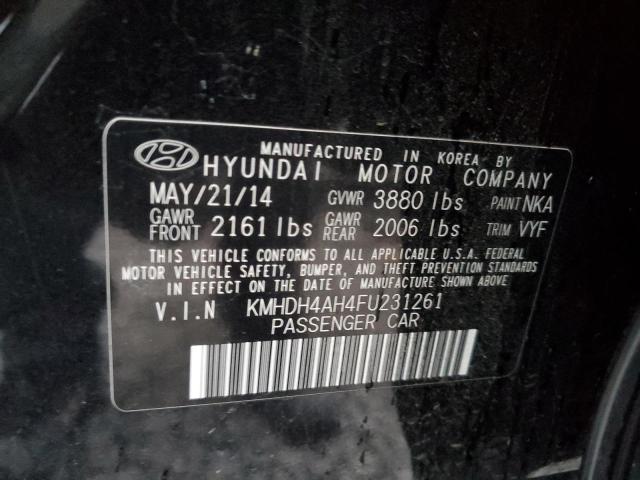 MANUFACTURED IN KOREA BY
HYUNDAI MOTOR COMPANY
MAY/21/14 GVWR 3880 lbs PAINT NKA
GAWR FRONT 2161 lbs GAWR REAR 2006 lbs TRIM VYF
THIS VEHICLE CONFORMS TO ALL APPLICABLE U.S.A. FEDERAL
MOTOR VEHICLE SAFETY, BUMPER, AND THEFT PREVENTION STANDARDS
IN EFFECT ON THE DATE OF MANUFACTURE SHOWN ABOVE
V.I.N KMHDH4AH4FU231261
PASSENGER CAR